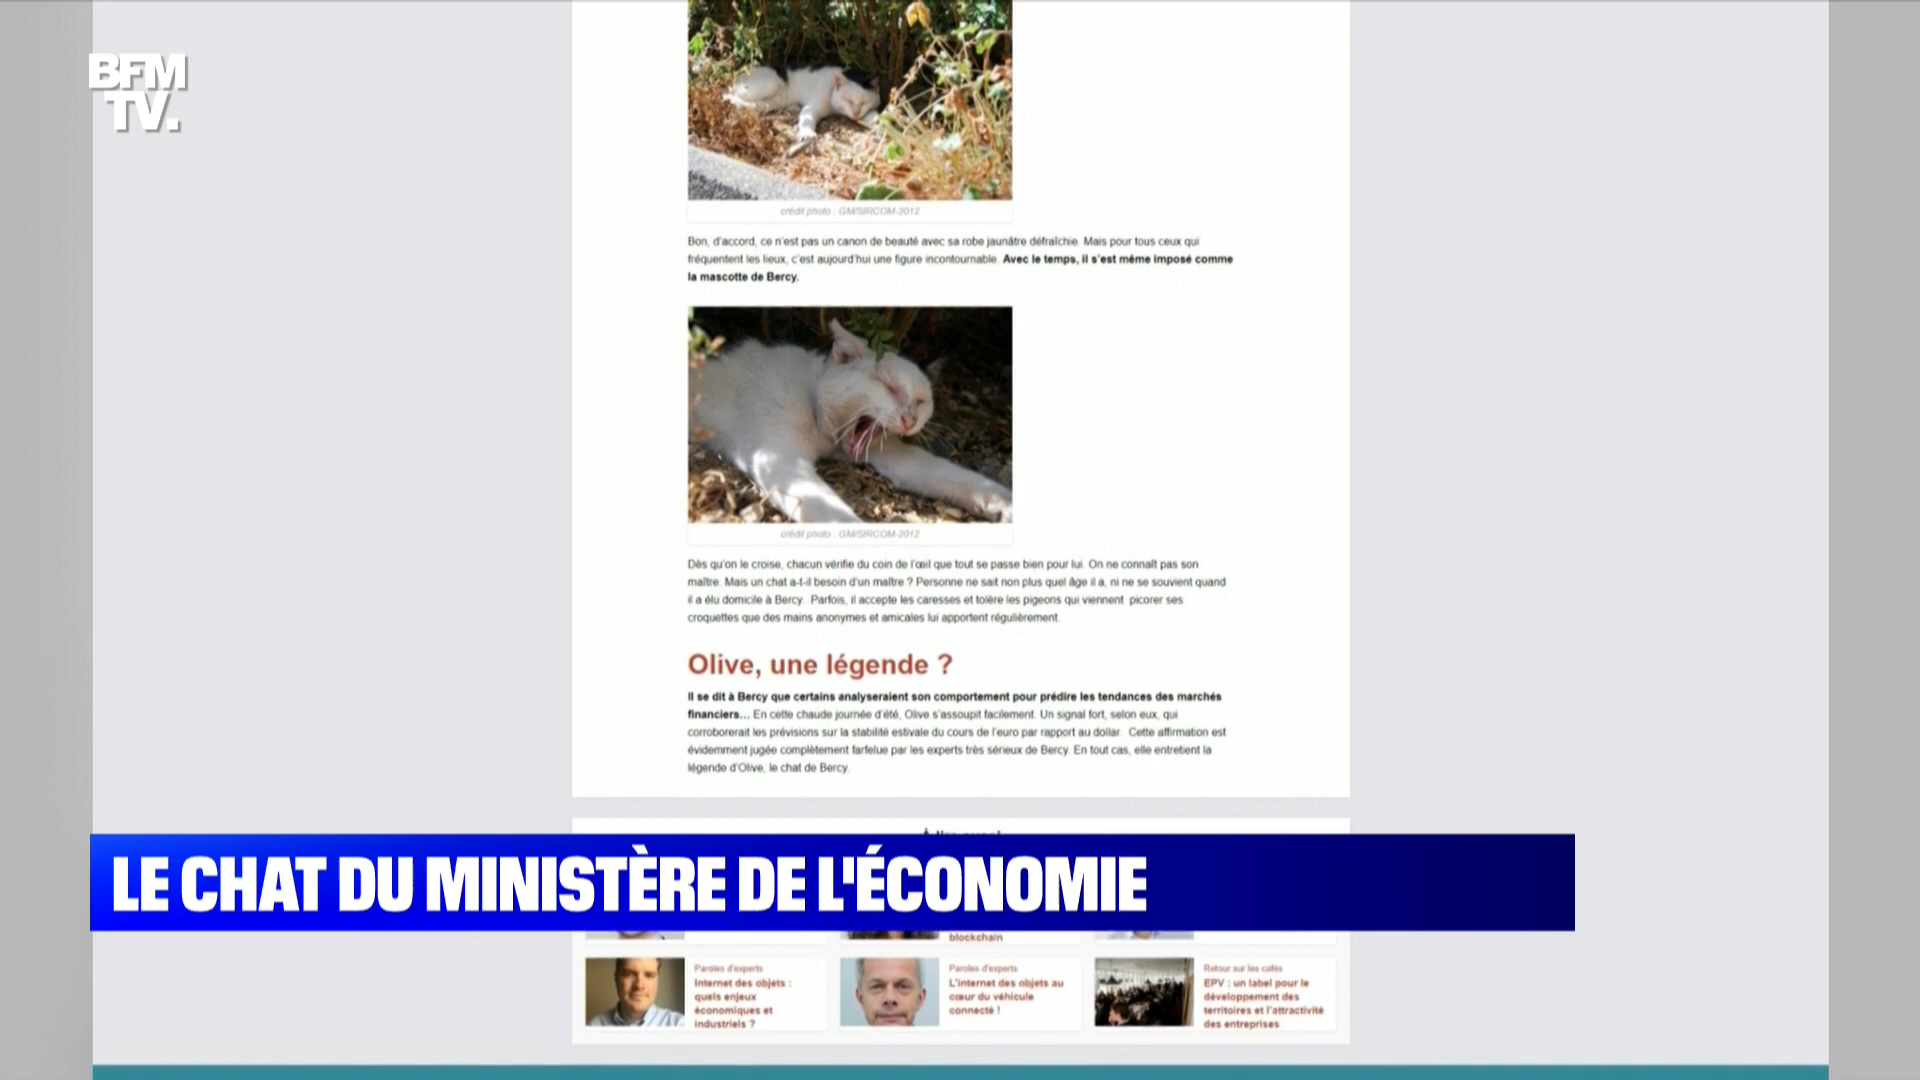 BFM
TV.
crédit photo : GM/SIRCOM-2012
Bon, d'accord, ce n'est pas un canon de beauté avec sa robe jaunâtre défraîchie. Mais pour tous ceux qui
fréquentent les lieux, c'est aujourd'hui une figure incontournable. Avec le temps, il s'est même imposé comme
la mascotte de Bercy.
crédit photo : GM/SIRCOM-2012
Dès qu'on le croise, chacun vérifie du coin de l'œil que tout se passe bien pour lui. On ne connaît pas son
maître. Mais un chat a-t-il besoin d'un maître ? Personne ne sait non plus quel âge il a, ni ne se souvient quand
il a élu domicile à Bercy. Parfois, il accepte les caresses et tolère les pigeons qui viennent picorer ses
croquettes que des mains anonymes et amicales lui apportent régulièrement.
Olive, une légende ?
Il se dit à Bercy que certains analyseraient son comportement pour prédire les tendances des marchés
financiers... En cette chaude journée d'été, Olive s'assoupit facilement. Un signal fort, selon eux, qui
corroborerait les prévisions sur la stabilité estivale du cours de l'euro par rapport au dollar. Cette affirmation est
évidemment jugée complètement farfelue par les experts très sérieux de Bercy. En tout cas, elle entretient la
légende d'Olive, le chat de Bercy.
LE CHAT DU MINISTÈRE DE L'ÉCONOMIE
blockchain
Paroles d'experts
Internet des objets :
quels enjeux
économiques et
industriels ?
Paroles d'experts
L'internet des objets au
cœur du véhicule
connecté !
Retour sur les cafés
EPV : un label pour le
développement des
territoires et l'attractivité
des entreprises